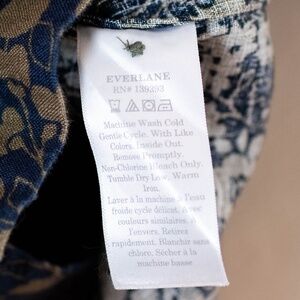 EVERLANE
RN# 139293
Machine Wash Cold
Gentle Cycle. With Like
Colors. Inside Out.
Remove Promptly.
Non-Chlorine Bleach Only.
Tumble Dry Low. Warm
Iron.
Laver à la machine à l'eau
froide cycle délicat. Avec
couleurs similaires. A
l'envers. Retirez
rapidement. Blanchir sans
chlore. Sécher à la
machine basse